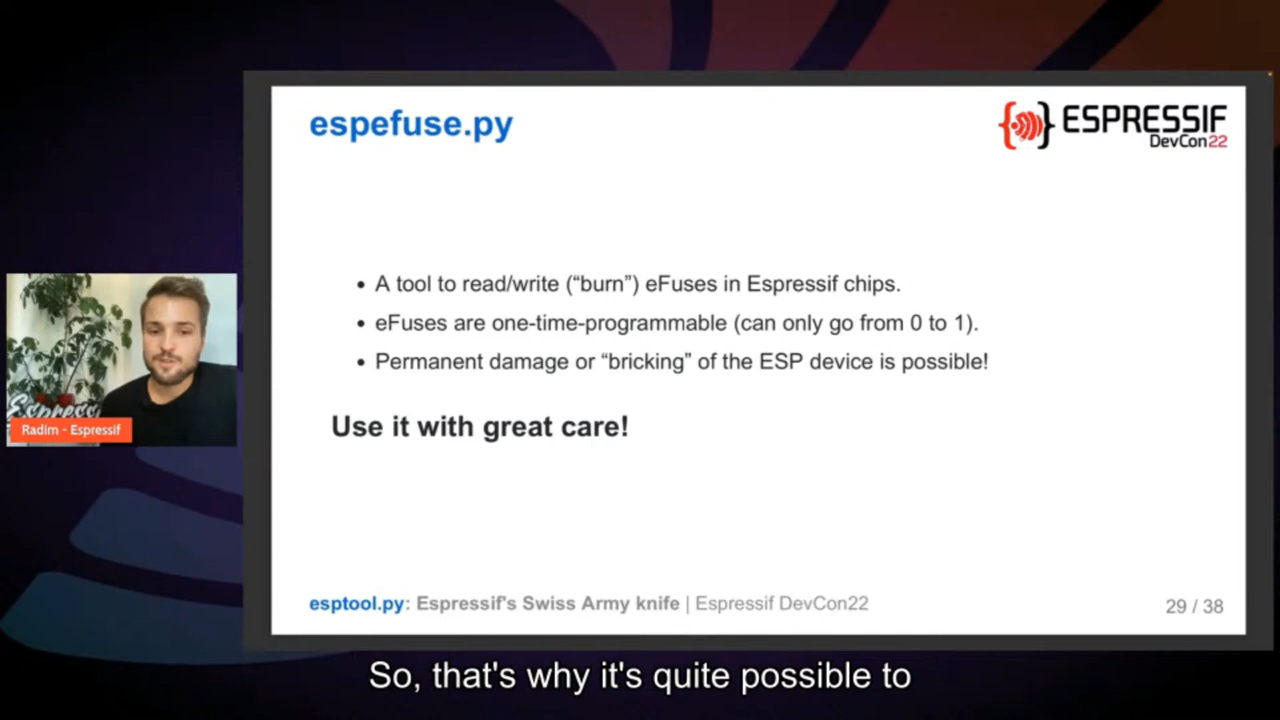 espefuse.py
ESPRESSIF
DevCon22
• A tool to read/write (“burn”) eFuses in Espressif chips.
• eFuses are one-time-programmable (can only go from 0 to 1).
• Permanent damage or “bricking” of the ESP device is possible!
Use it with great care!
Espress
Radim - Espressif
esptool.py: Espressif's Swiss Army knife | Espressif DevCon22
29 / 38
So, that's why it's quite possible to